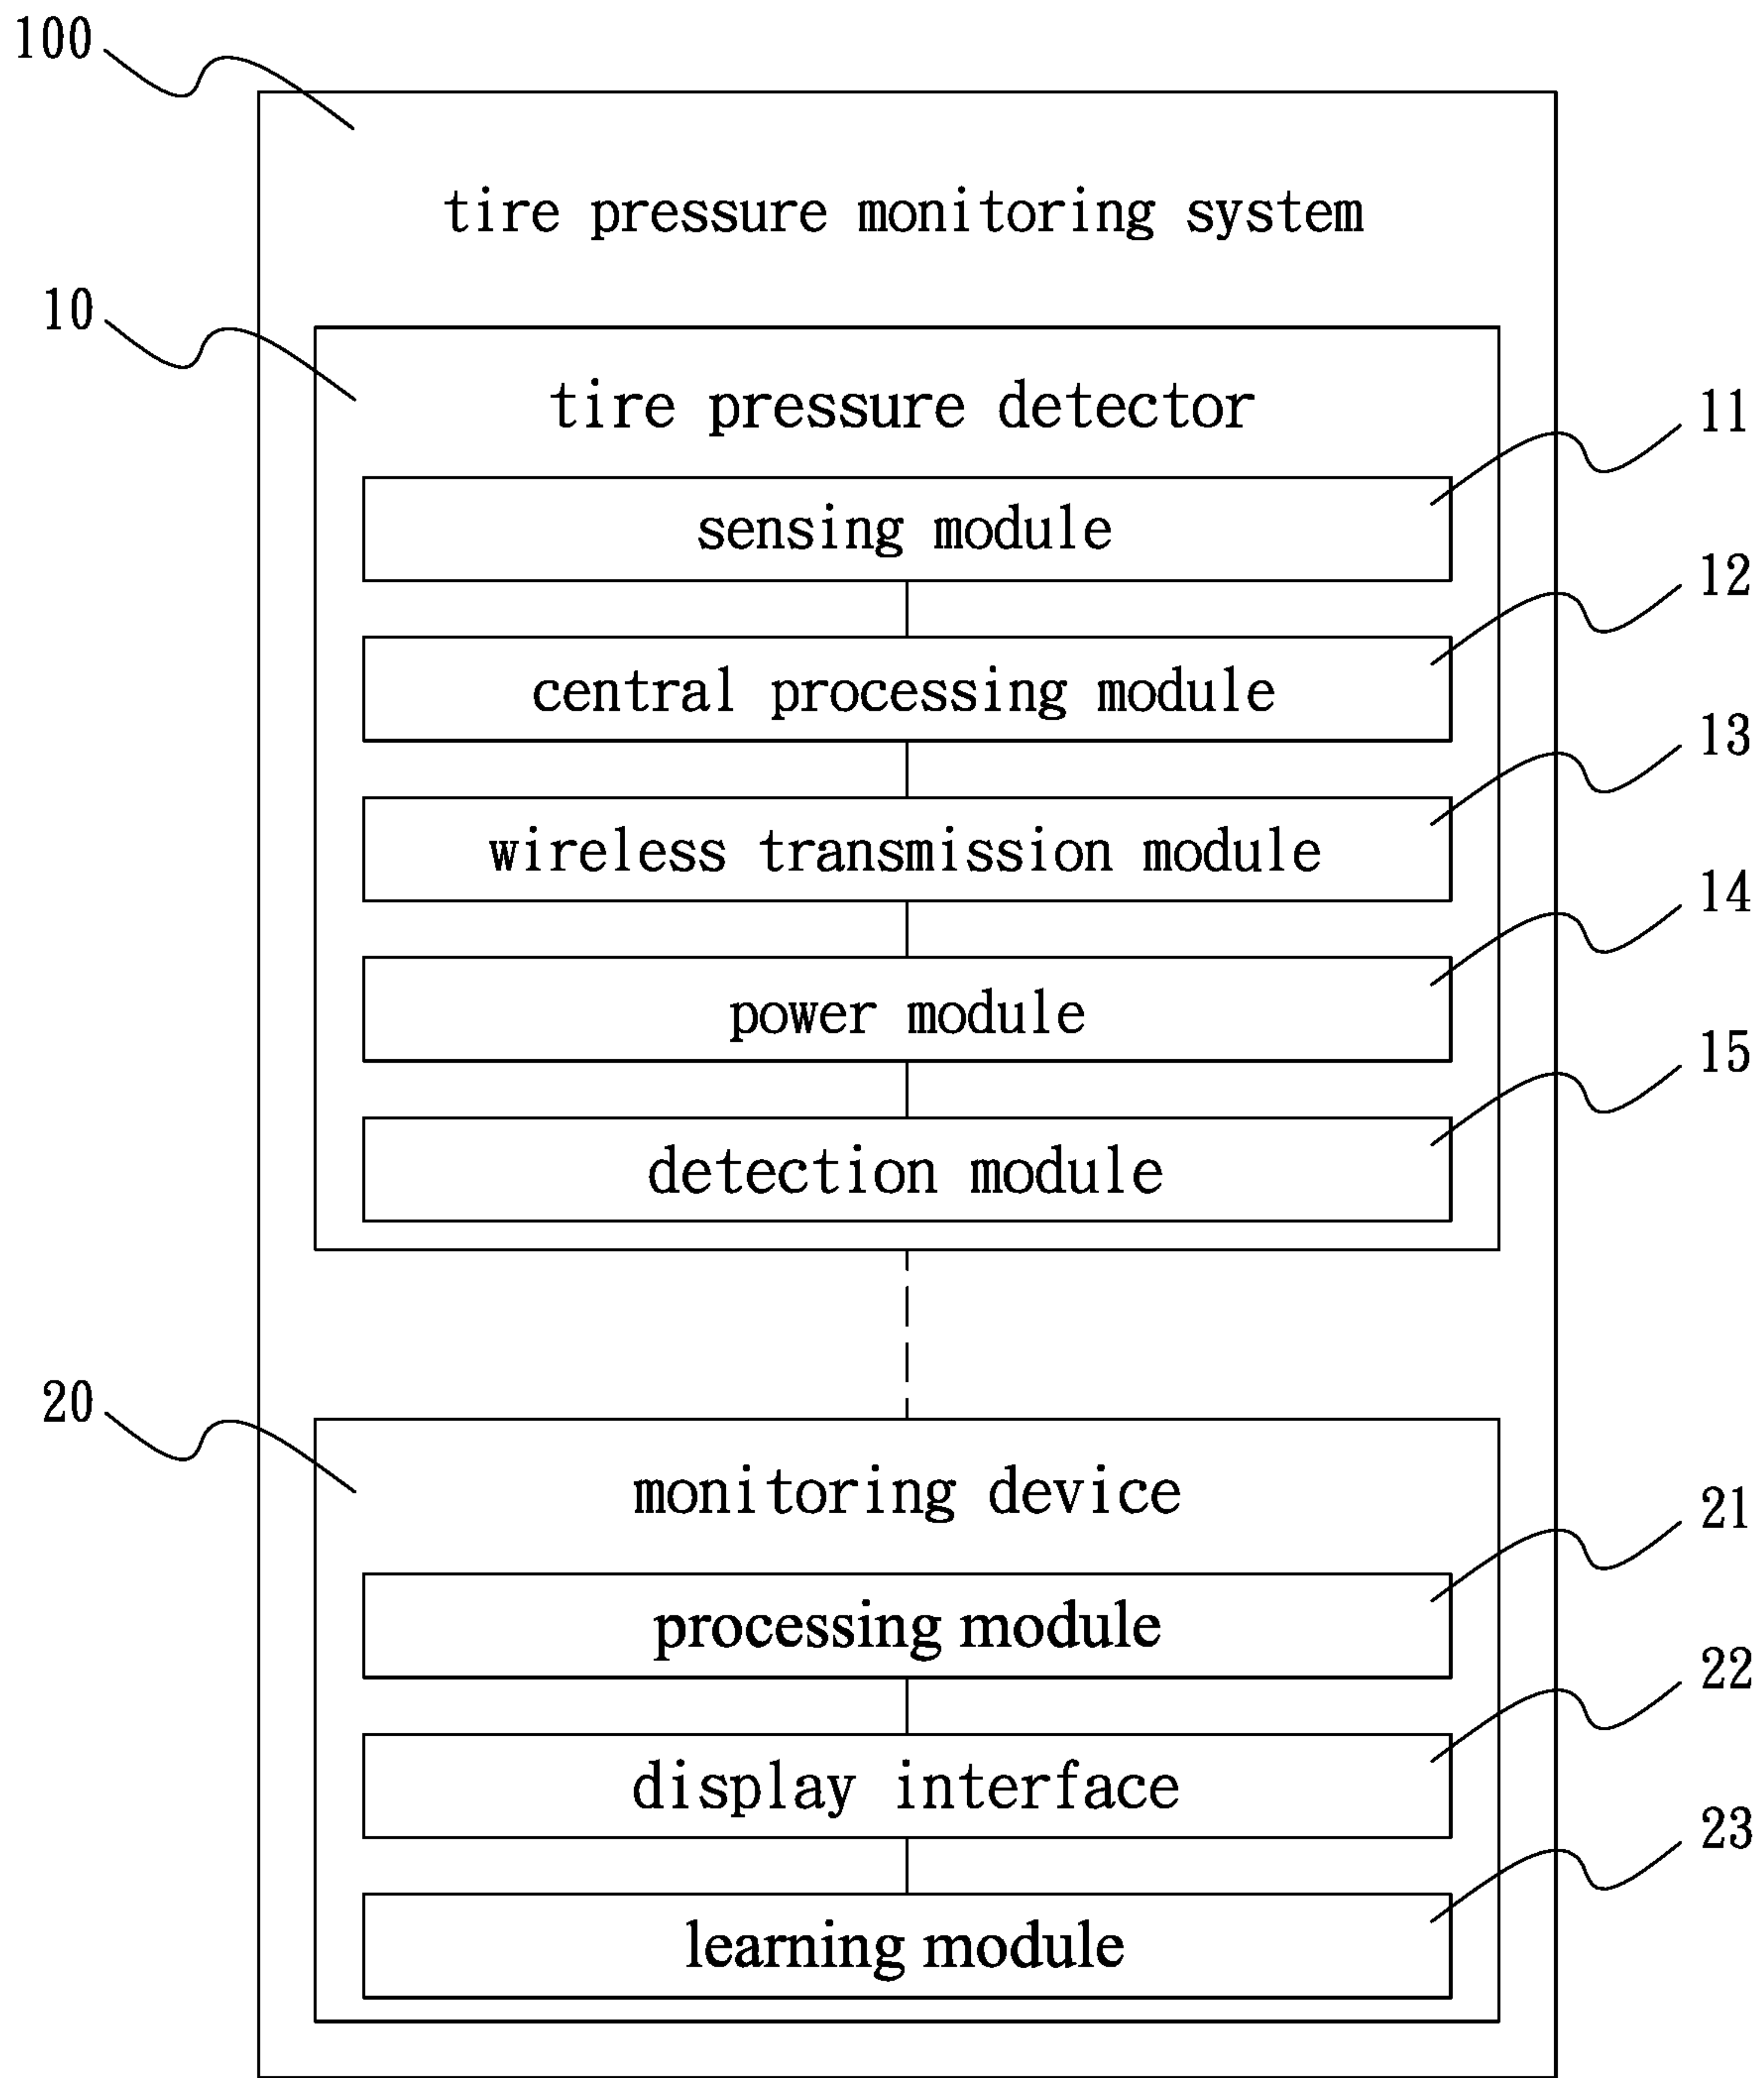 100
tire pressure monitoring system
10
tire pressure detector
11
sensing module
12
central processing module
13
wireless transmission module
14
power module
15
detection module
20
monitoring device
21
processing module
22
display interface
23
learning module